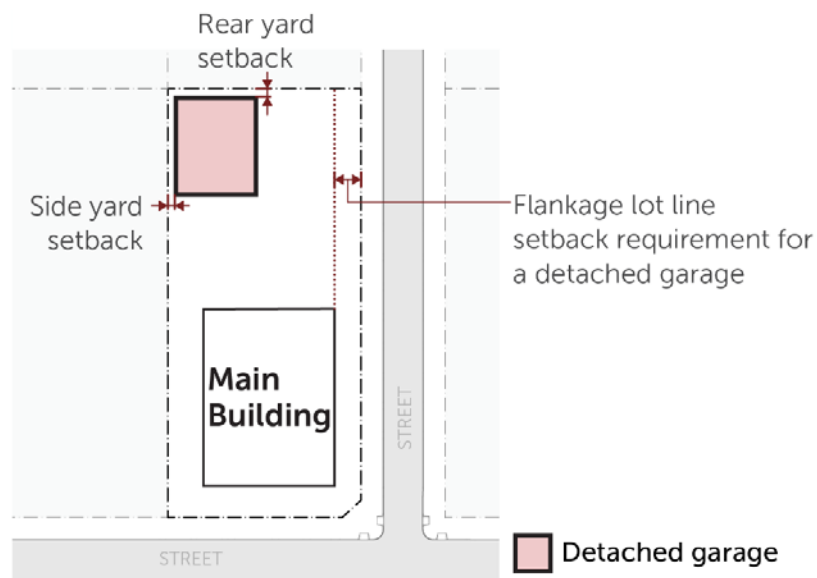 Rear yard
setback
Side yard
setback
Flankage lot line
setback requirement for
a detached garage
Main
Building
STREET
STREET
Detached garage